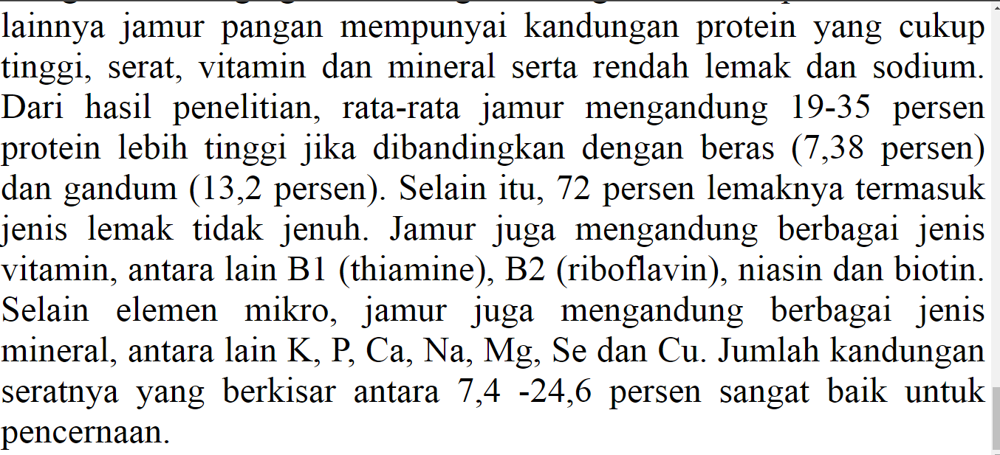 lainnya jamur pangan mempunyai kandungan protein yang cukup
tinggi, serat, vitamin dan mineral serta rendah lemak dan sodium.
Dari hasil penelitian, rata-rata jamur mengandung 19-35 persen
protein lebih tinggi jika dibandingkan dengan beras (7,38 persen)
dan gandum (13,2 persen). Selain itu, 72 persen lemaknya termasuk
jenis lemak tidak jenuh. Jamur juga mengandung berbagai jenis
vitamin, antara lain B1 (thiamine), B2 (riboflavin), niasin dan biotin.
Selain elemen mikro, jamur juga mengandung berbagai jenis
mineral, antara lain K, P, Ca, Na, Mg, Se dan Cu. Jumlah kandungan
seratnya yang berkisar antara 7,4 -24,6 persen sangat baik untuk
pencernaan.